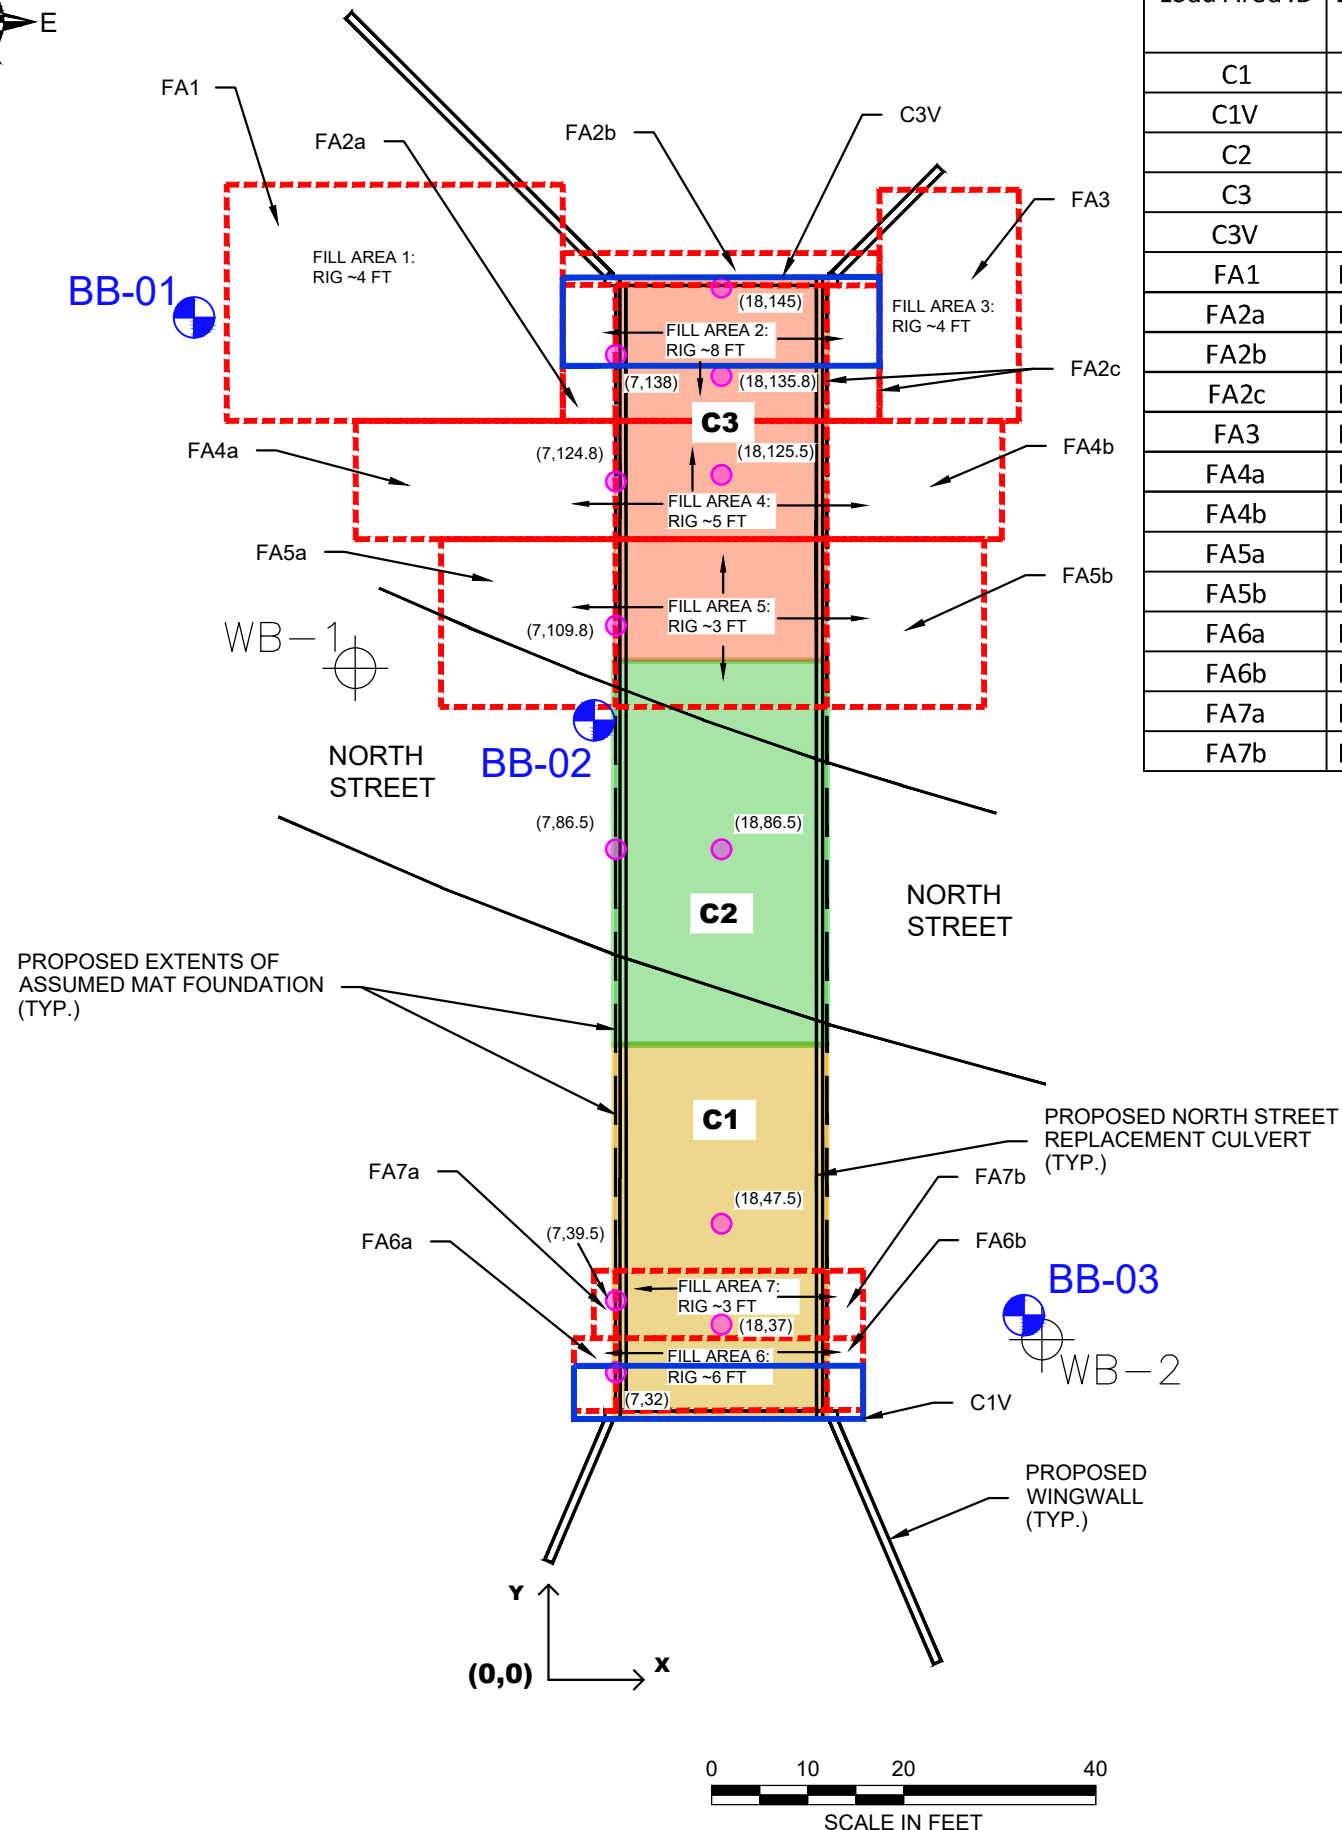 E
FA1
FA2a
FA2b
C3V
FA3
FILL AREA 1:
RIG ~4 FT
BB-01
(18,145)
FILL AREA 3:
RIG ~4 FT
FILL AREA 2:
RIG ~8 FT
FA2c
(7,138)
(18,135.8)
C3
FA4a
(7,124.8)
(18,125.5)
FA4b
FILL AREA 4:
RIG ~5 FT
FA5a
FA5b
FILL AREA 5:
RIG ~3 FT
(7,109.8)
WB-1
BB-02
NORTH
STREET
(7,86.5)
(18,86.5)
C2
NORTH
STREET
PROPOSED EXTENTS OF
ASSUMED MAT FOUNDATION
(TYP.)
C1
PROPOSED NORTH STREET
REPLACEMENT CULVERT
(TYP.)
FA7a
FA7b
(18,47.5)
(7,39.5)
FA6a
FA6b
BB-03
FILL AREA 7:
RIG ~3 FT
(18,37)
FILL AREA 6:
RIG ~6 FT
WB-2
(7,32)
C1V
PROPOSED
WINGWALL
(TYP.)
Y
X
(0,0)
0 10 20 40
SCALE IN FEET
C1
C1V
C2
C3
C3V
FA1
FA2a
FA2b
FA2c
FA3
FA4a
FA4b
FA5a
FA5b
FA6a
FA6b
FA7a
FA7b